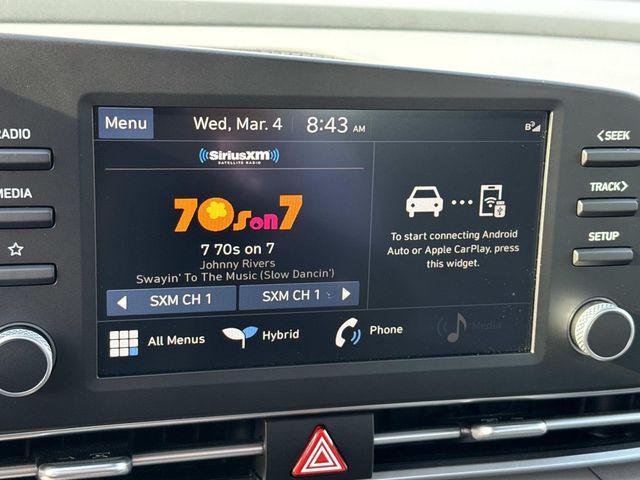 RADIO
MEDIA
Menu
Wed, Mar. 4
8:43 AM
B
SiriusXM
SATELLITE RADIO
70s on 7
7 70s on 7
Johnny Rivers
Swayin' To The Music (Slow Dancin')
SXM CH 1
SXM CH 1
To start connecting Android
Auto or Apple CarPlay, press
this widget.
All Menus
Hybrid
Phone
Media
SEEK
TRACK
SETUP